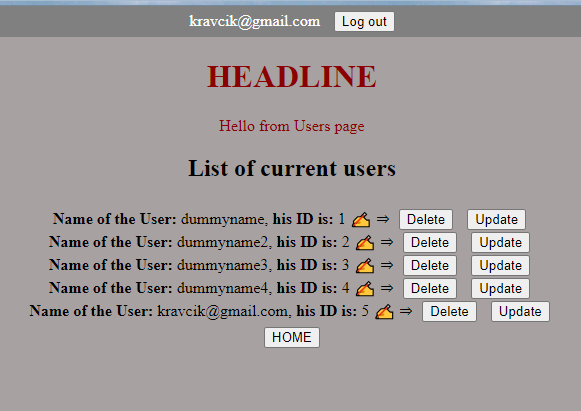 kravcik@gmail.com Log out
HEADLINE
Hello from Users page
List of current users
Name of the User: dummyname, his ID is: 1 ✍ ⇒ Delete Update
Name of the User: dummyname2, his ID is: 2 ✍ ⇒ Delete Update
Name of the User: dummyname3, his ID is: 3 ✍ ⇒ Delete Update
Name of the User: dummyname4, his ID is: 4 ✍ ⇒ Delete Update
Name of the User: kravcik@gmail.com, his ID is: 5 ✍ ⇒ Delete Update
HOME